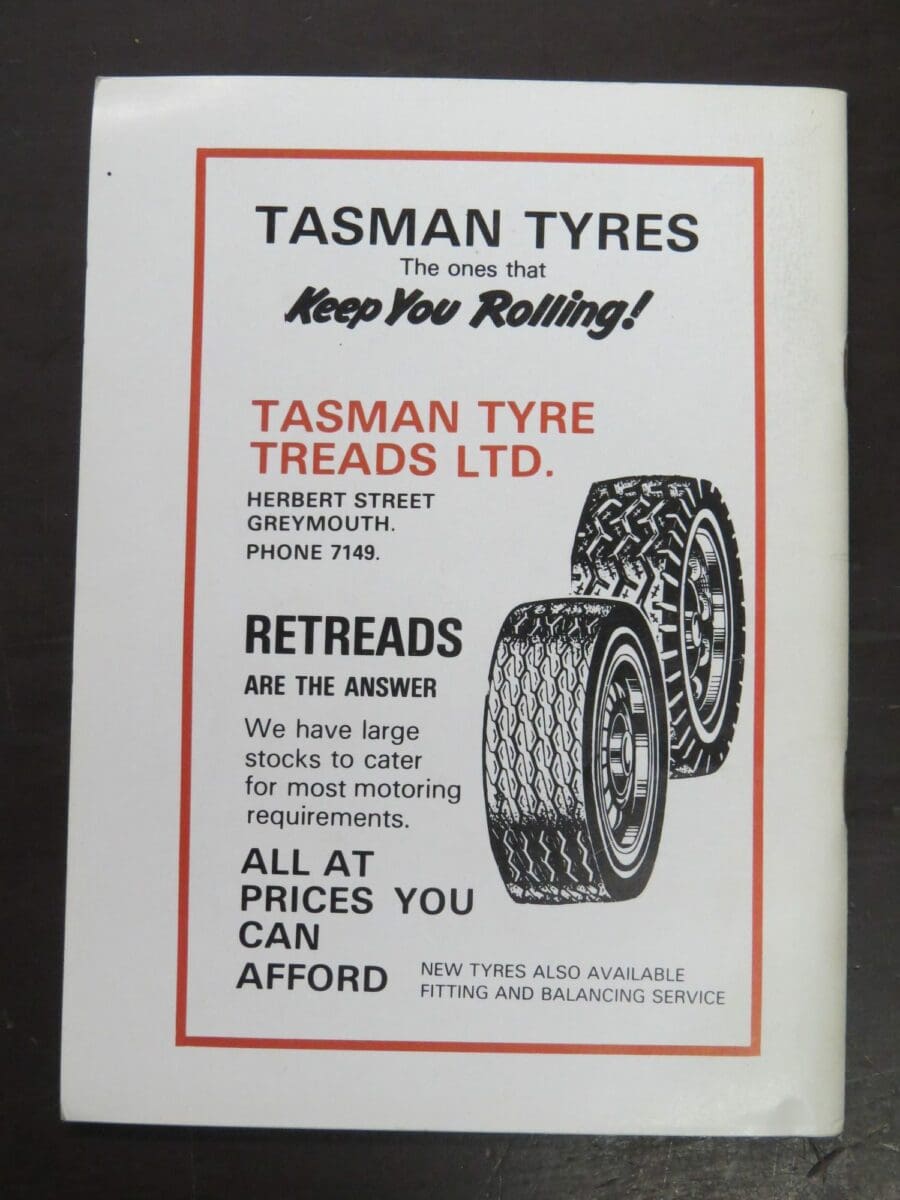 TASMAN TYRES
The ones that
Keep You Rolling!
TASMAN TYRE
TREADS LTD.
HERBERT STREET
GREYMOUTH.
PHONE 7149.
RETREADS
ARE THE ANSWER
We have large
stocks to cater
for most motoring
requirements.
ALL AT
PRICES YOU
CAN
AFFORD
NEW TYRES ALSO AVAILABLE
FITTING AND BALANCING SERVICE